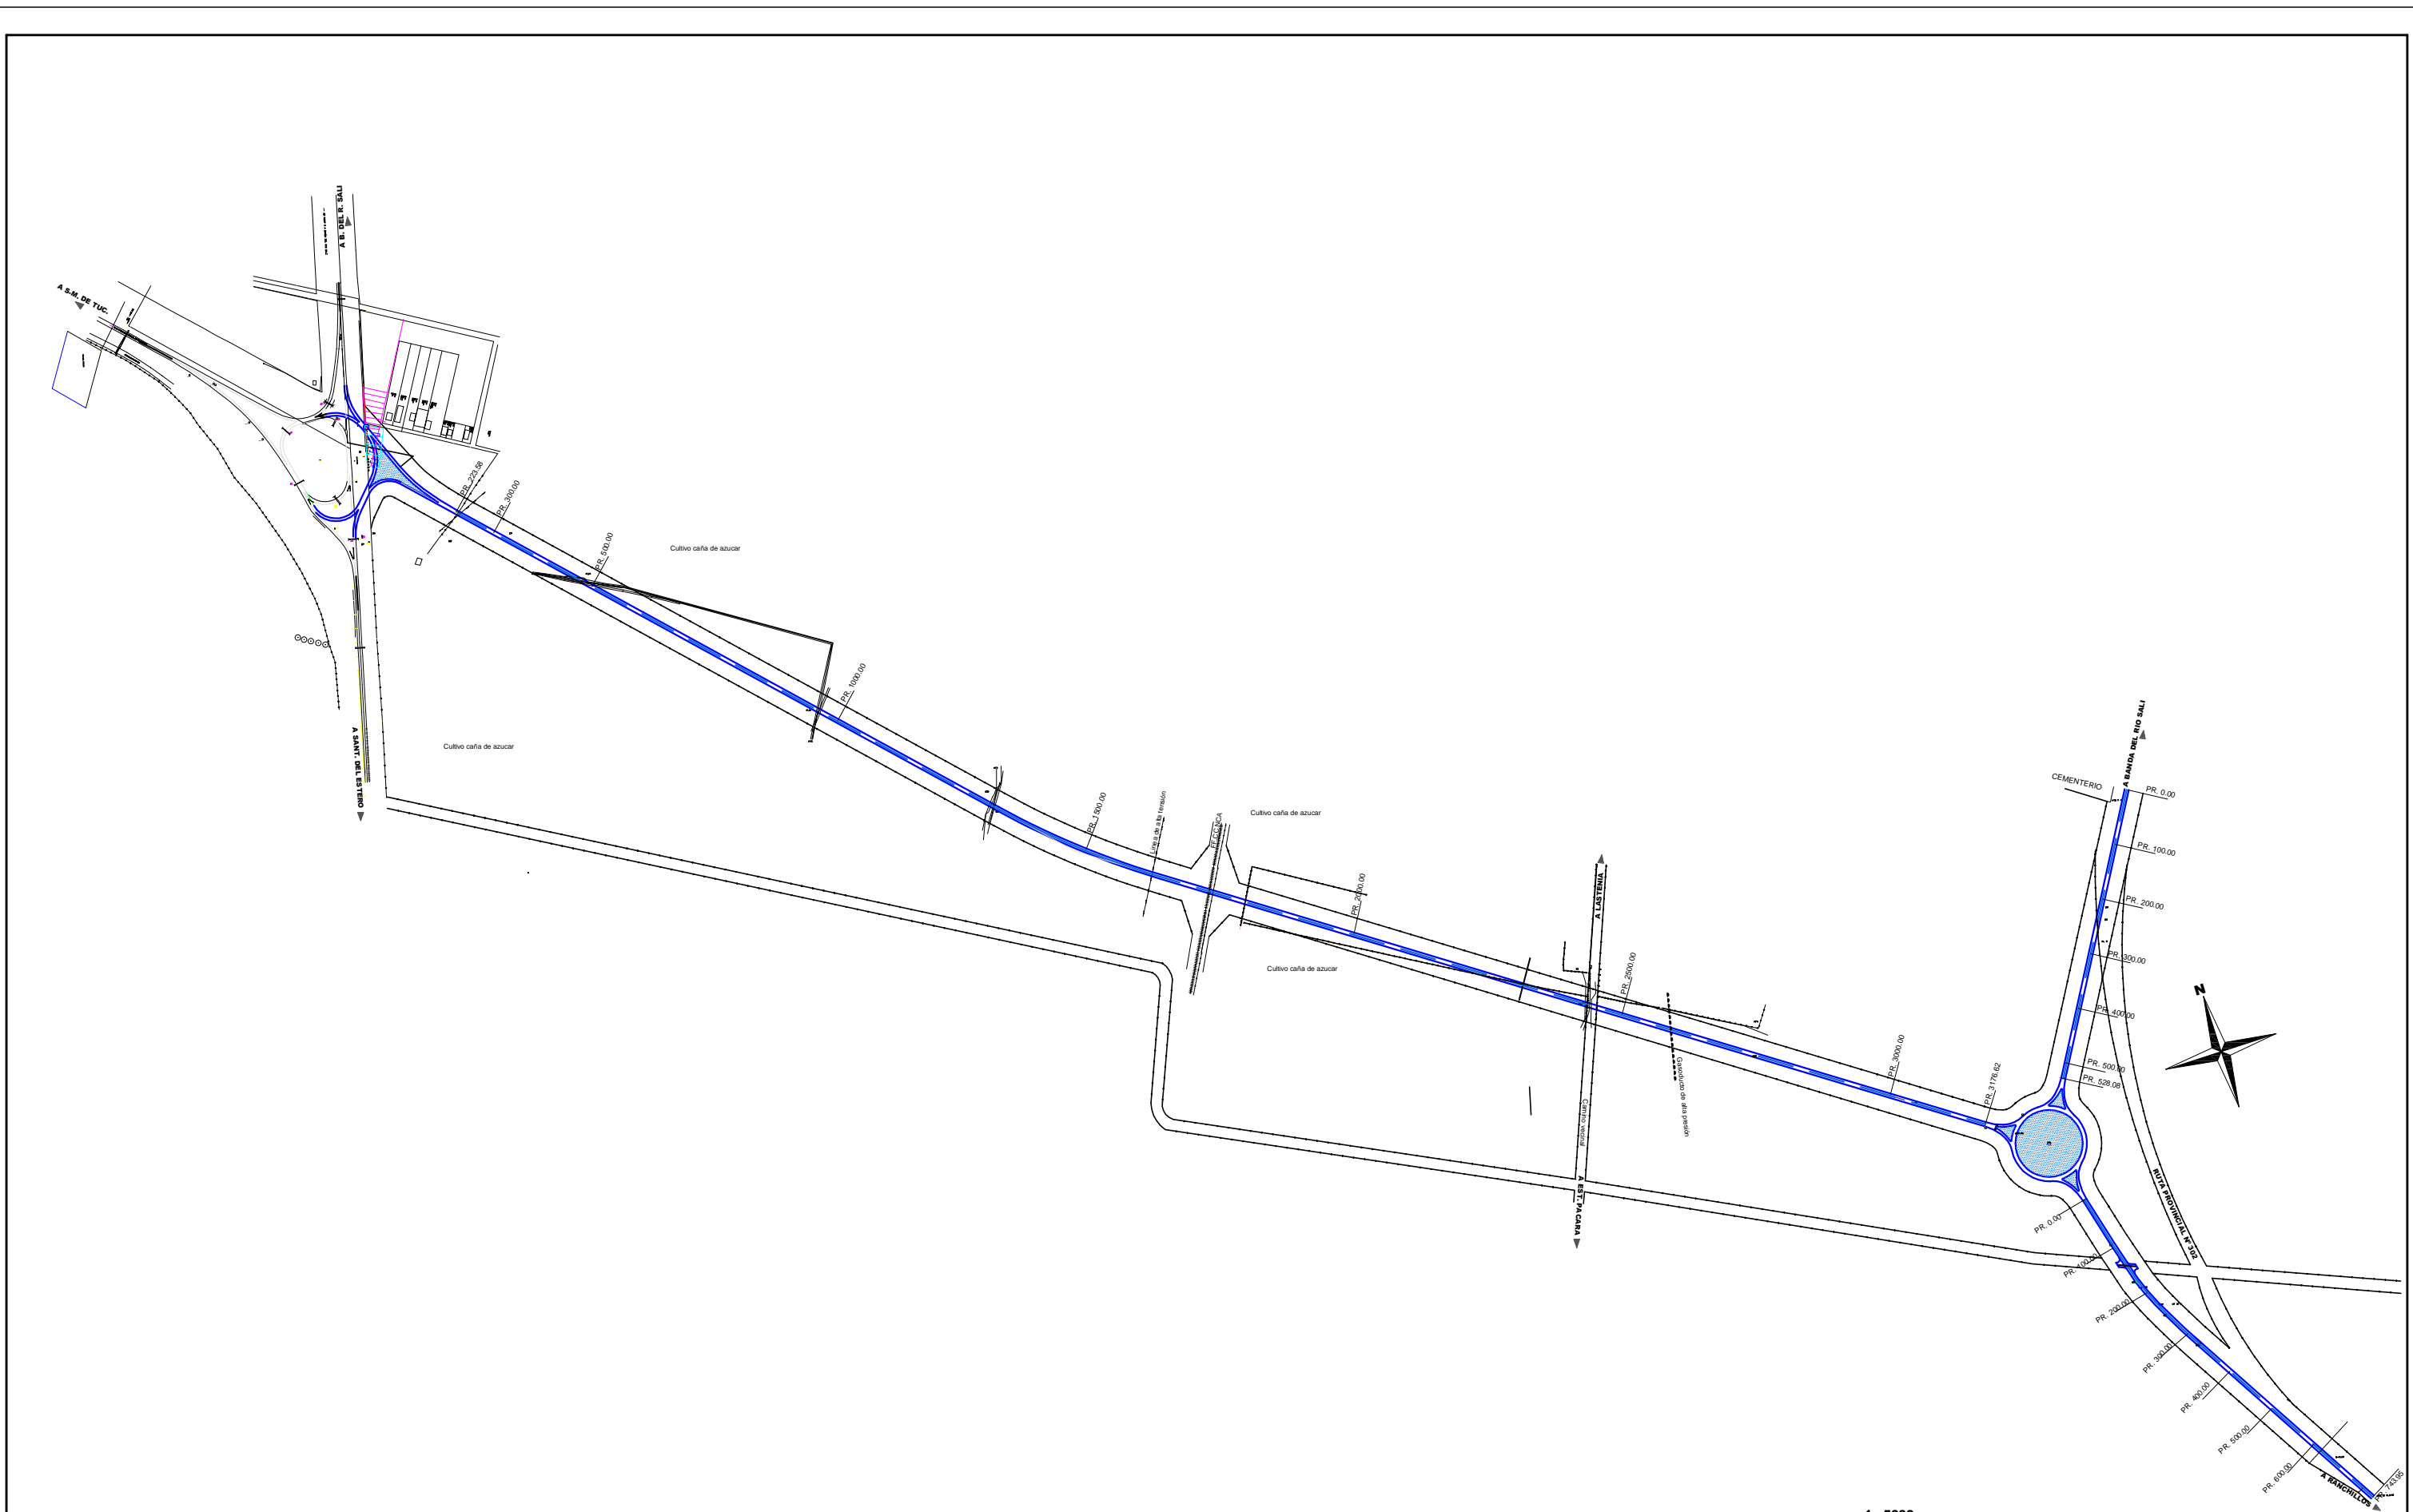 A B. DEL R. SALI
A S.M. DE TUC.
PR. 223.58
PR. 300.00
PR. 500.00
Cultivo caña de azucar
PR. 1000.00
Cultivo caña de azucar
A SANT. DEL ESTERO
PR. 1500.00
Linea de alta tensión
FF.CC.NCA
Cultivo caña de azucar
PR. 2000.00
Cultivo caña de azucar
A LASTENIA
PR. 2500.00
Gasoducto de alta presión
Camino vecinal
A EST. PACARA
PR. 3000.00
PR. 3176.62
A BANDA DEL RIO SALI
CEMENTERIO
PR. 0.00
PR. 100.00
PR. 200.00
PR. 300.00
PR. 400.00
PR. 500.00
PR. 528.08
N
RUTA PROVINCIAL N° 302
PR. 0.00
PR. 100.00
PR. 200.00
PR. 300.00
PR. 400.00
PR. 500.00
PR. 600.00
PR. 743.95
A RANCHILLOS